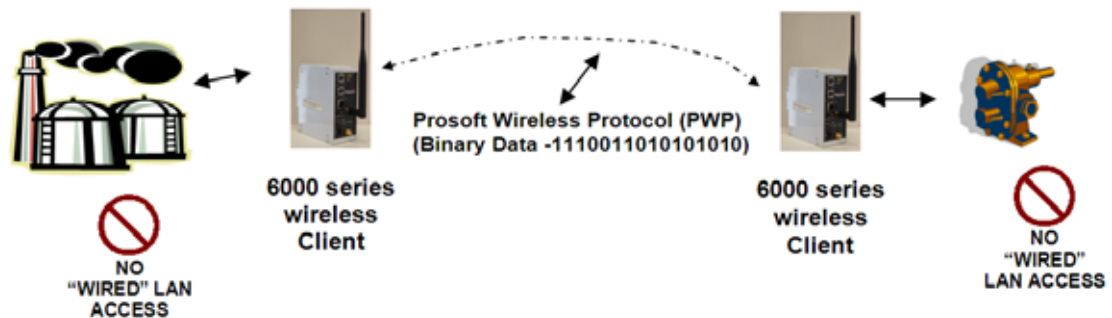 Prosoft Wireless Protocol (PWP)
(Binary Data -1110011010101010)
6000 series
wireless
Client
6000 series
wireless
Client
NO
“WIRED” LAN
ACCESS
NO
“WIRED”
LAN ACCESS